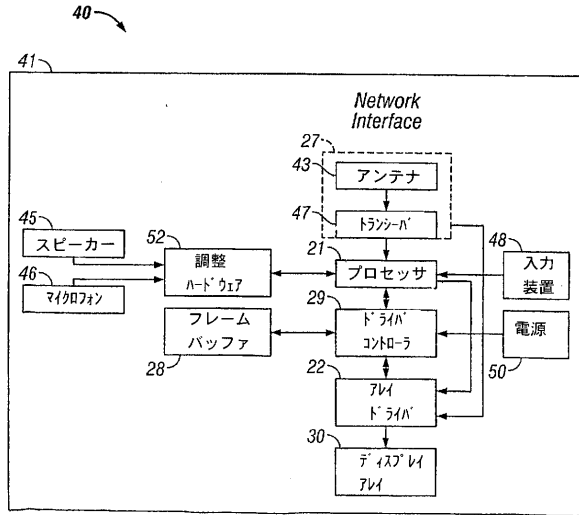 40
41
Network
Interface
27
43
アンテナ
47
トランシーバ
45
スピーカー
52
調整
ハードウェア
21
プロセッサ
48
入力
装置
46
マイクロフォン
29
ドライバ
コントローラ
フレーム
バッファ
28
電源
50
22
アレイ
ドライバ
30
ディスプレイ
アレイ